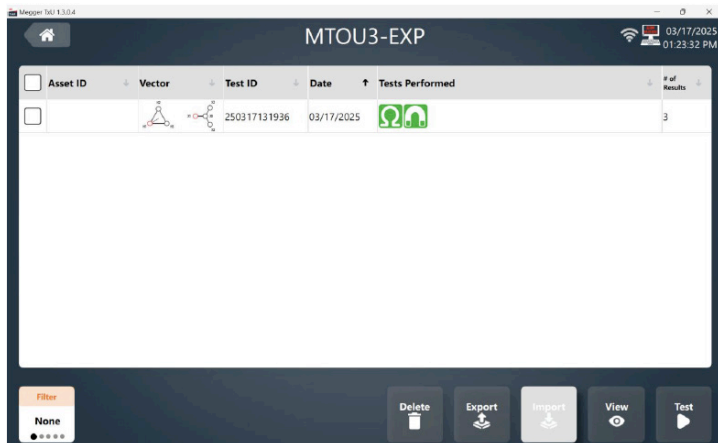 Megger TxU 1.3.0.4
MTOU3-EXP
03/17/2025
01:23:32 PM
Asset ID Vector Test ID Date Tests Performed # of Results
250317131936 03/17/2025 Ω 3
Filter
None
Delete
Export
Import
View
Test